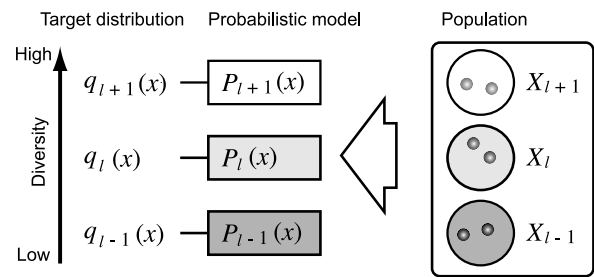 Target distribution Probabilistic model Population
High
q_{l+1}(x) P_{l+1}(x) X_{l+1}
Diversity
q_l(x) P_l(x) X_l
q_{l-1}(x) P_{l-1}(x) X_{l-1}
Low